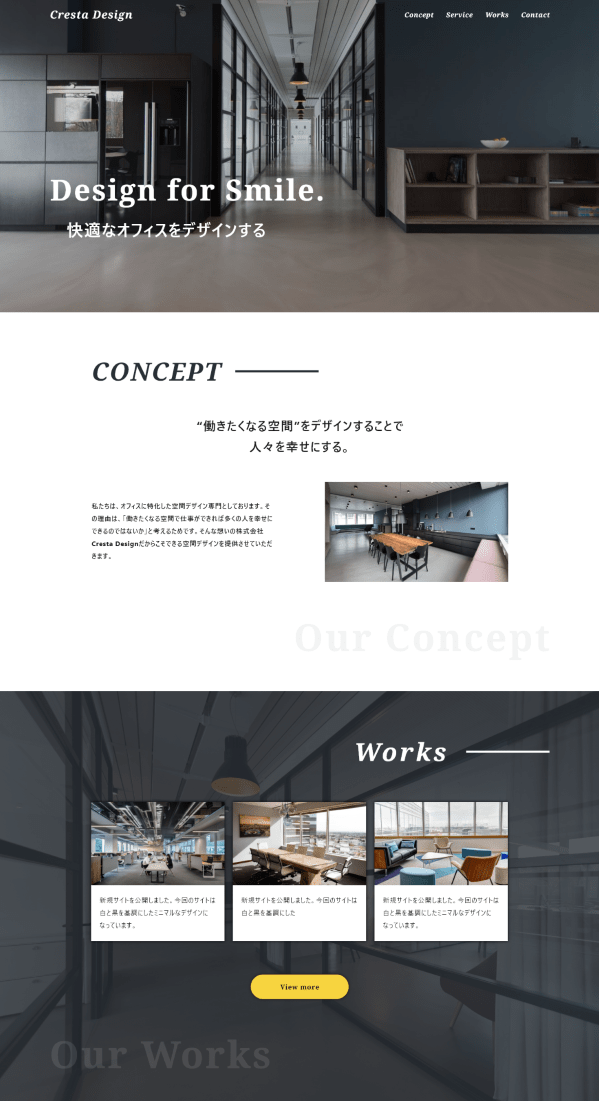 Cresta Design
Concept Service Works Contact
Design for Smile.
快適なオフィスをデザインする
CONCEPT
“働きたくなる空間”をデザインすることで
人々を幸せにする。
私たちは、オフィスに特化した空間デザイン専門としております。そ
の理由は、「働きたくなる空間で仕事ができれば多くの人を幸せに
できるのではないか」と考えるためです。そんな想いの株式会社
Cresta Designだからこそできる空間デザインを提供させていただ
きます。
Our Concept
Works
新規サイトを公開しました。今回のサイトは
白と黒を基調にしたミニマルなデザインに
なっています。
新規サイトを公開しました。今回のサイトは
白と黒を基調にした
新規サイトを公開しました。今回のサイトは
白と黒を基調にしたミニマルなデザインに
なっています。
View more
Our Works